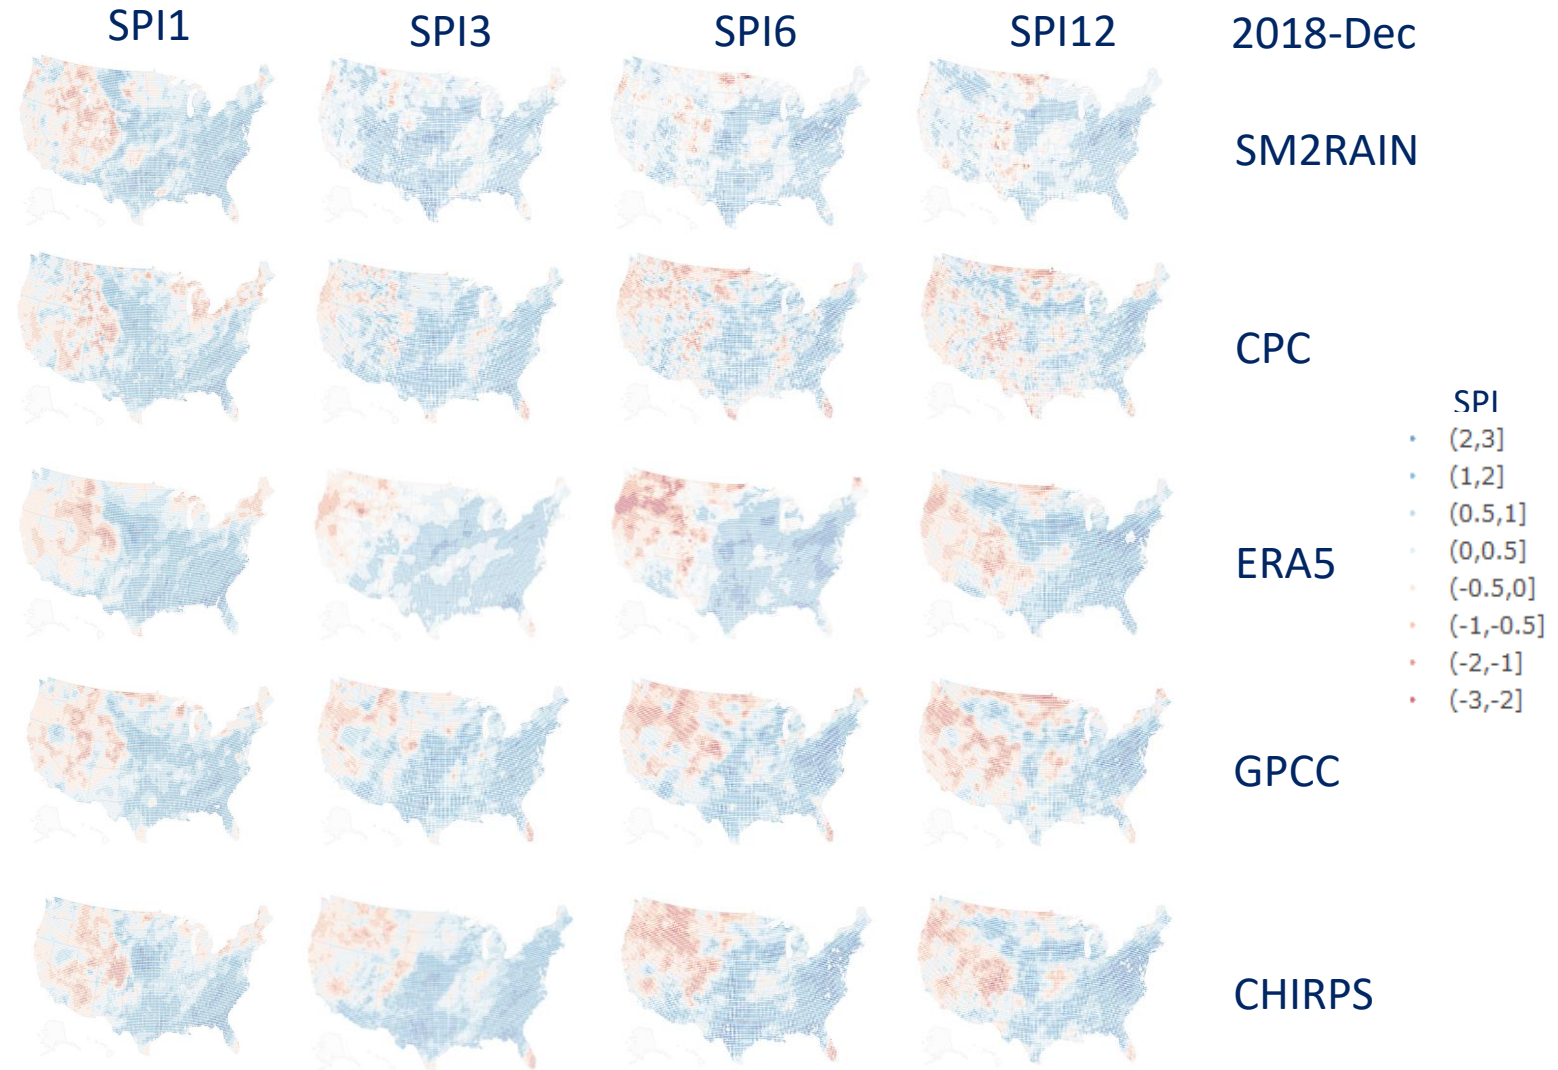 SPI1 SPI3 SPI6 SPI12 2018-Dec
SM2RAIN
CPC
SPI
(2,3]
(1,2]
(0.5,1]
(0,0.5]
(-0.5,0]
(-1,-0.5]
(-2,-1]
(-3,-2]
ERA5
GPCC
CHIRPS